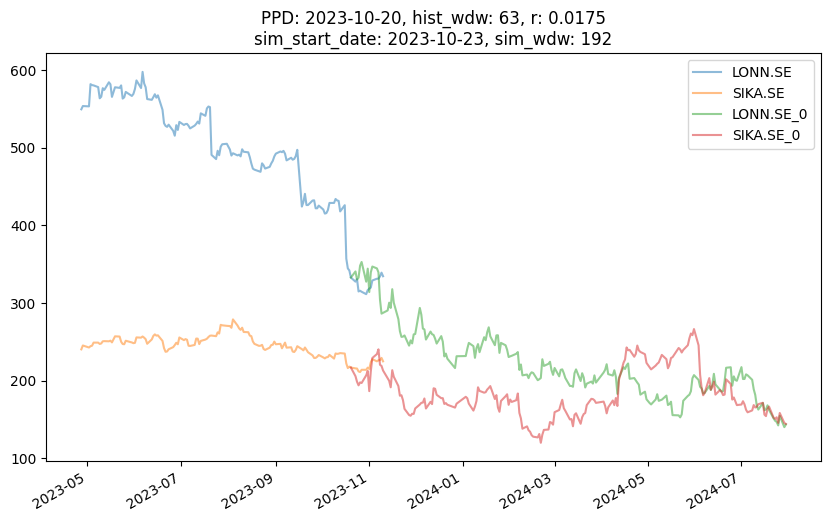 PPD: 2023-10-20, hist_wdw: 63, r: 0.0175
sim_start_date: 2023-10-23, sim_wdw: 192
LONN.SE
SIKA.SE
LONN.SE_0
SIKA.SE_0
600
500
400
300
200
100
2023-05
2023-07
2023-09
2023-11
2024-01
2024-03
2024-05
2024-07